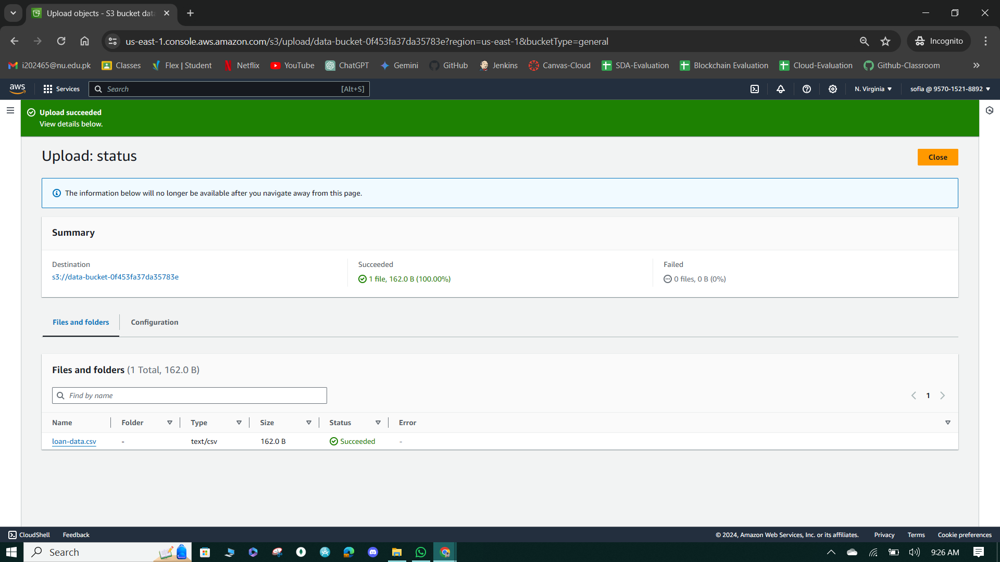 Upload objects - S3 bucket data
us-east-1.console.aws.amazon.com/s3/upload/data-bucket-0f453fa37da35783e?region=us-east-1&bucketType=general
Incognito
i202465@nu.edu.pk
Classes
Flex | Student
Netflix
YouTube
ChatGPT
Gemini
GitHub
Jenkins
Canvas-Cloud
SDA-Evaluation
Blockchain Evaluation
Cloud-Evaluation
Github-Classroom
aws
Services
Search
[Alt+S]
N. Virginia
sofia @ 9570-1521-8892
Upload succeeded
View details below.
Upload: status
Close
The information below will no longer be available after you navigate away from this page.
Summary
Destination
s3://data-bucket-0f453fa37da35783e
Succeeded
1 file, 162.0 B (100.00%)
Failed
0 files, 0 B (0%)
Files and folders
Configuration
Files and folders (1 Total, 162.0 B)
Find by name
1
Name Folder Type Size Status Error
loan-data.csv - text/csv 162.0 B Succeeded -
CloudShell
Feedback
© 2024, Amazon Web Services, Inc. or its affiliates.
Privacy
Terms
Cookie preferences
Search
9:26 AM